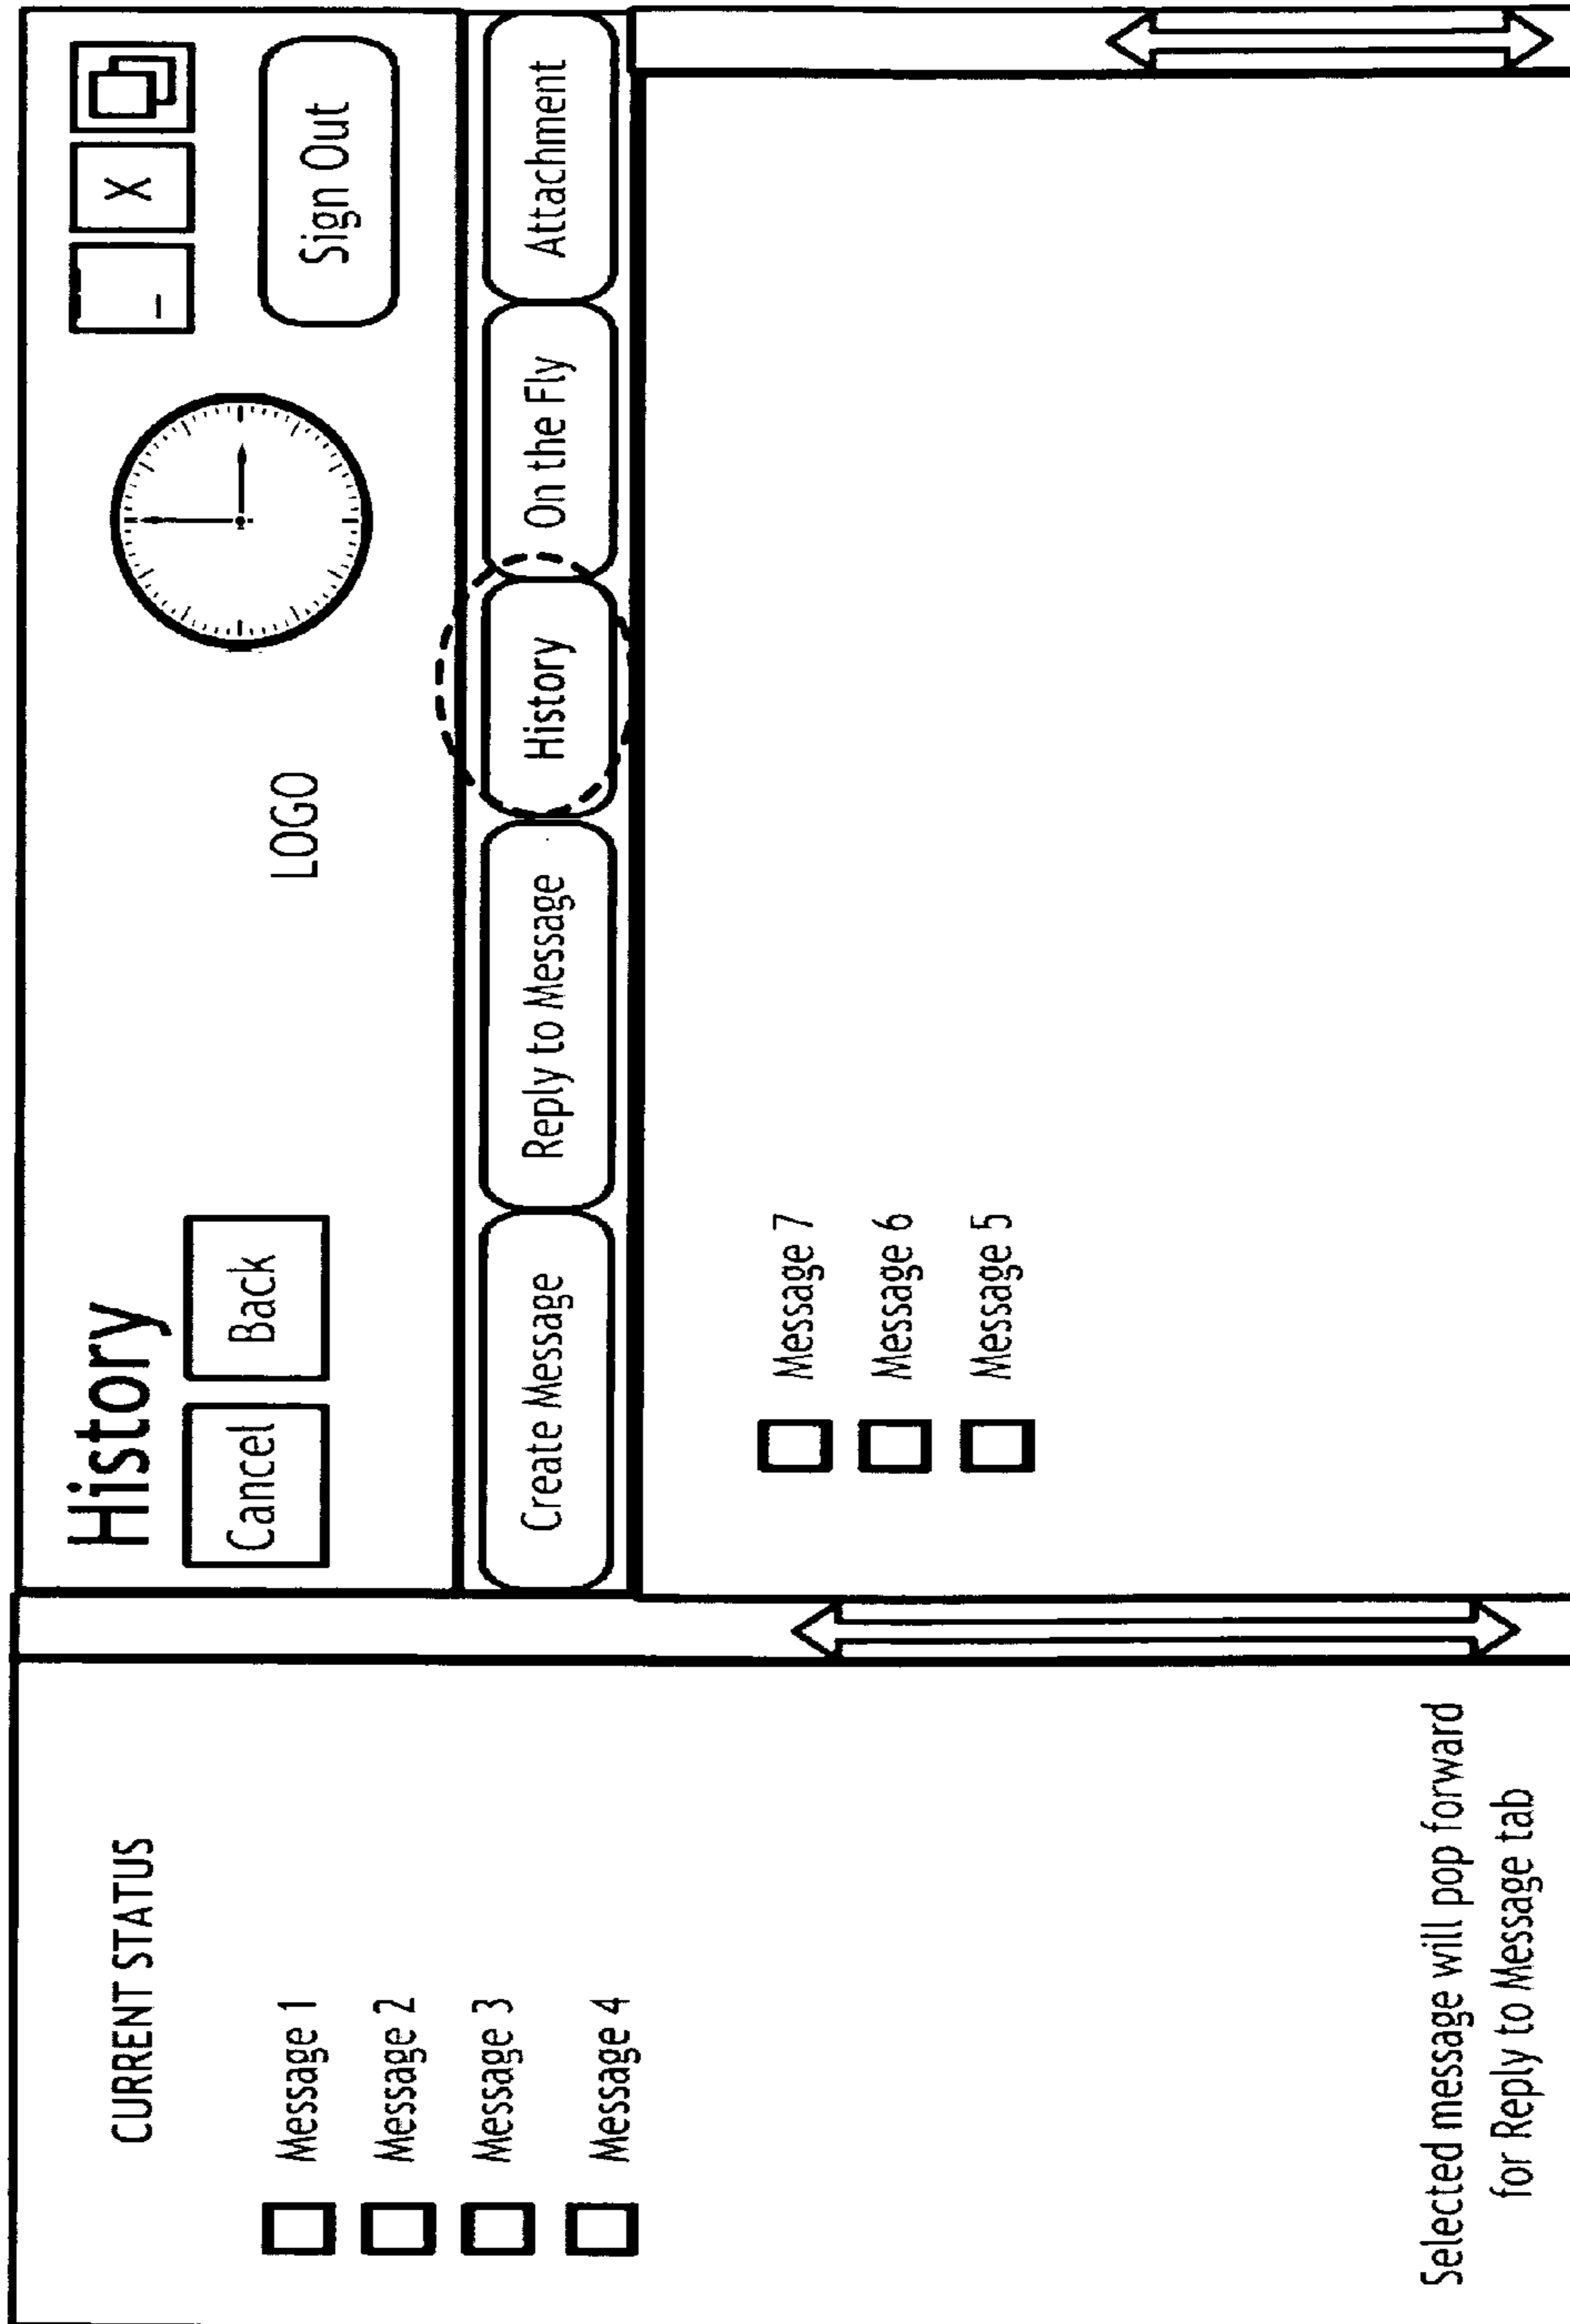 CURRENT STATUS
Message 1
Message 2
Message 3
Message 4
Selected message will pop forward
for Reply to Message tab
History
Cancel
Back
LOGO
_
X
Sign Out
Create Message
Reply to Message
History
On the Fly
Attachment
Message 7
Message 6
Message 5